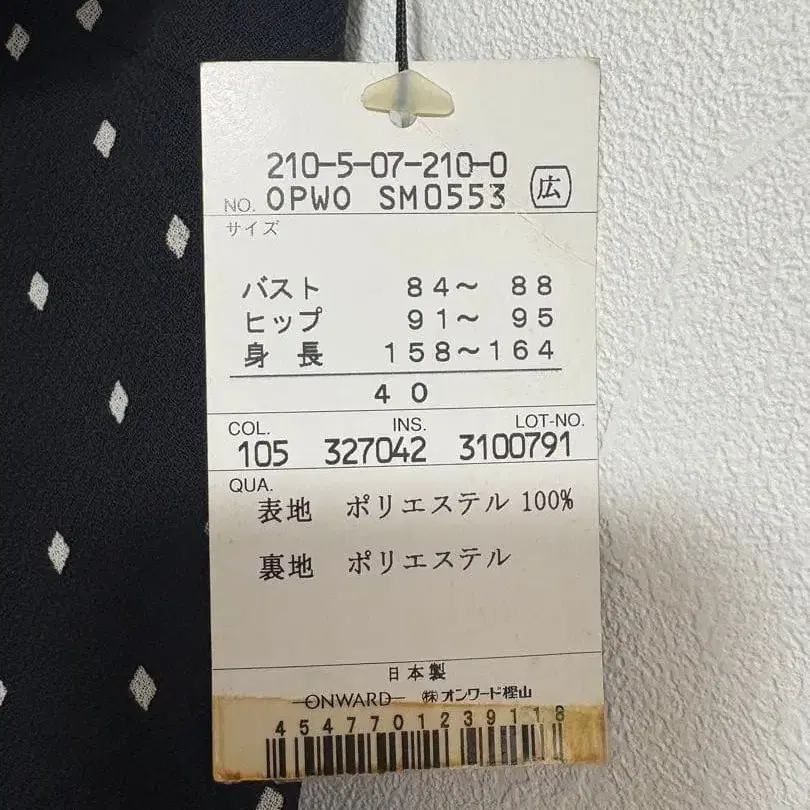 210-5-07-210-0
NO. OPWO SM0553 広
サイズ
バスト 84～ 88
ヒップ 91～ 95
身長 158～164
40
COL. INS. LOT-NO.
105 327042 3100791
QUA.
表地 ポリエステル 100%
裏地 ポリエステル
日本製
ONWARD ㈱オンワード樫山
4547701239118